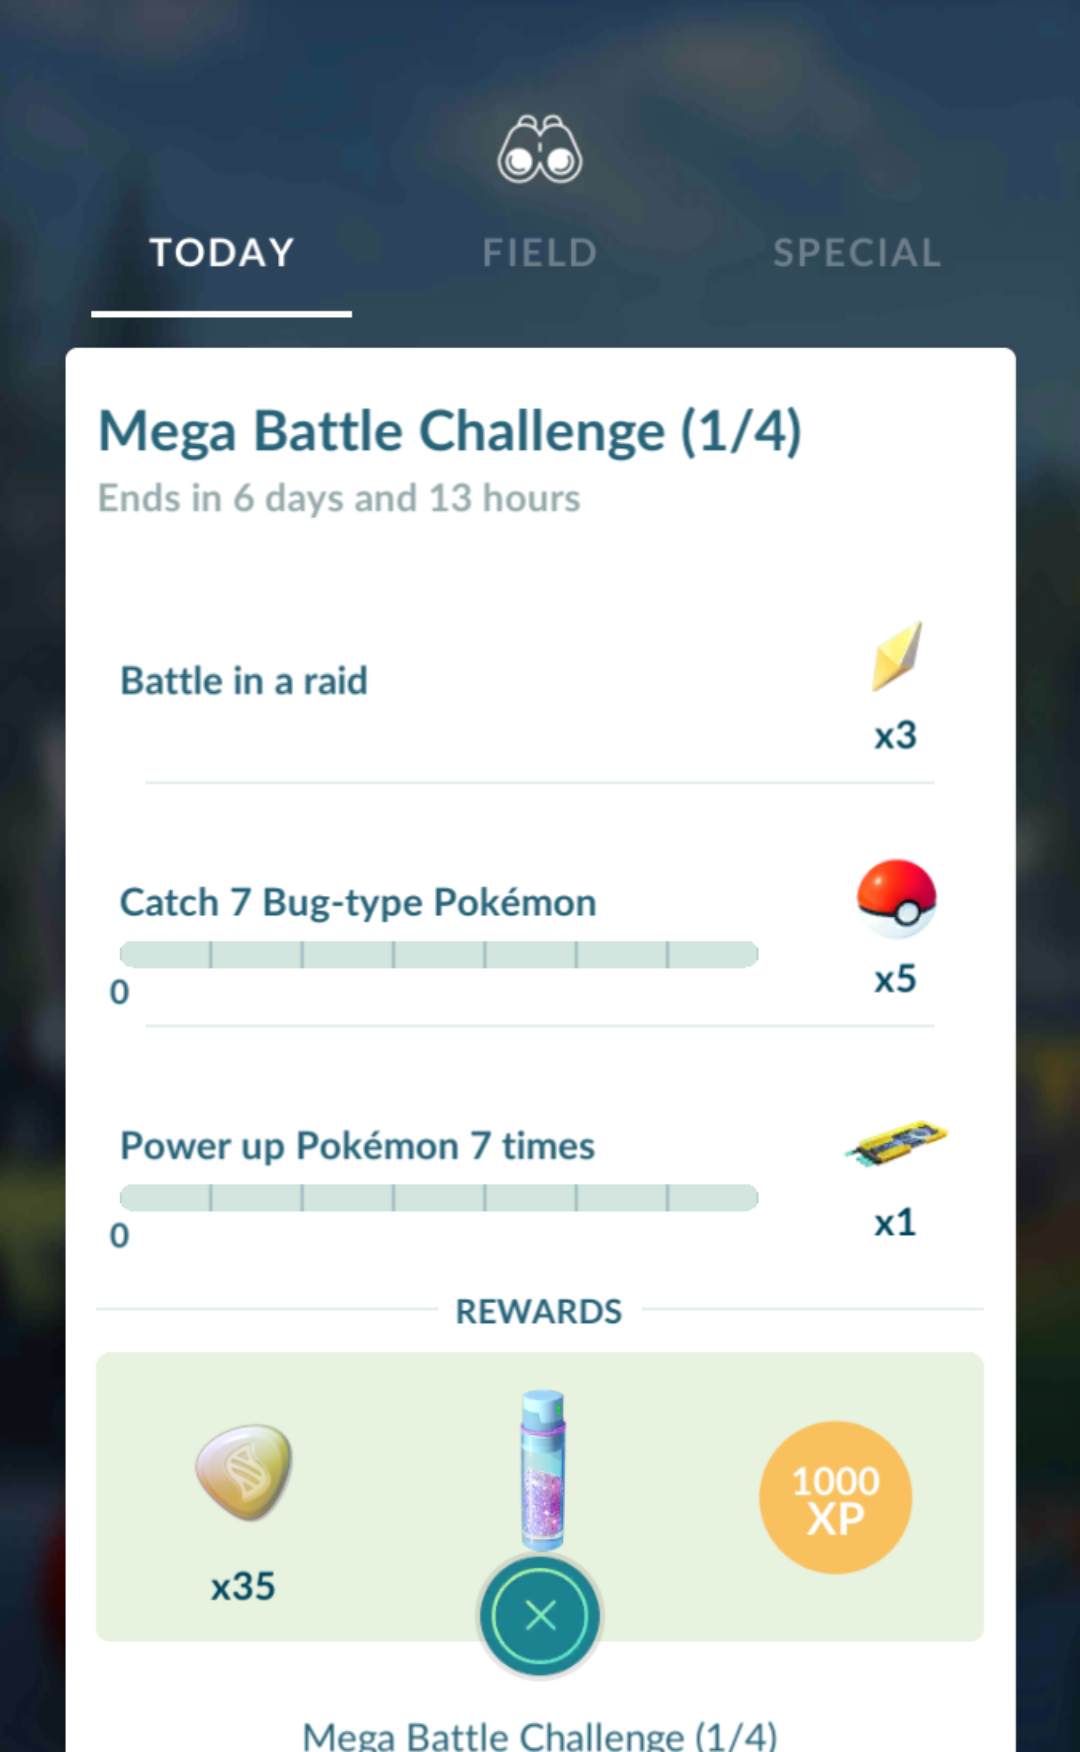 TODAY FIELD SPECIAL
Mega Battle Challenge (1/4)
Ends in 6 days and 13 hours
Battle in a raid
x3
Catch 7 Bug-type Pokémon
x5
0
Power up Pokémon 7 times
x1
0
REWARDS
1000
XP
x35
Mega Battle Challenge (1/4)